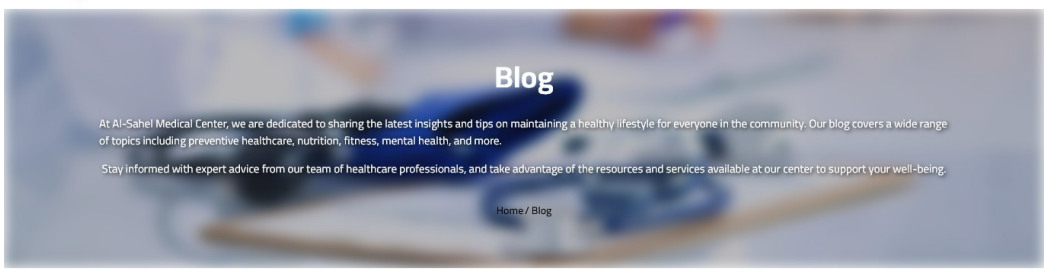 Blog
At Al-Sahel Medical Center, we are dedicated to sharing the latest insights and tips on maintaining a healthy lifestyle for everyone in the community. Our blog covers a wide range
of topics including preventive healthcare, nutrition, fitness, mental health, and more.
Stay informed with expert advice from our team of healthcare professionals, and take advantage of the resources and services available at our center to support your well-being.
Home / Blog